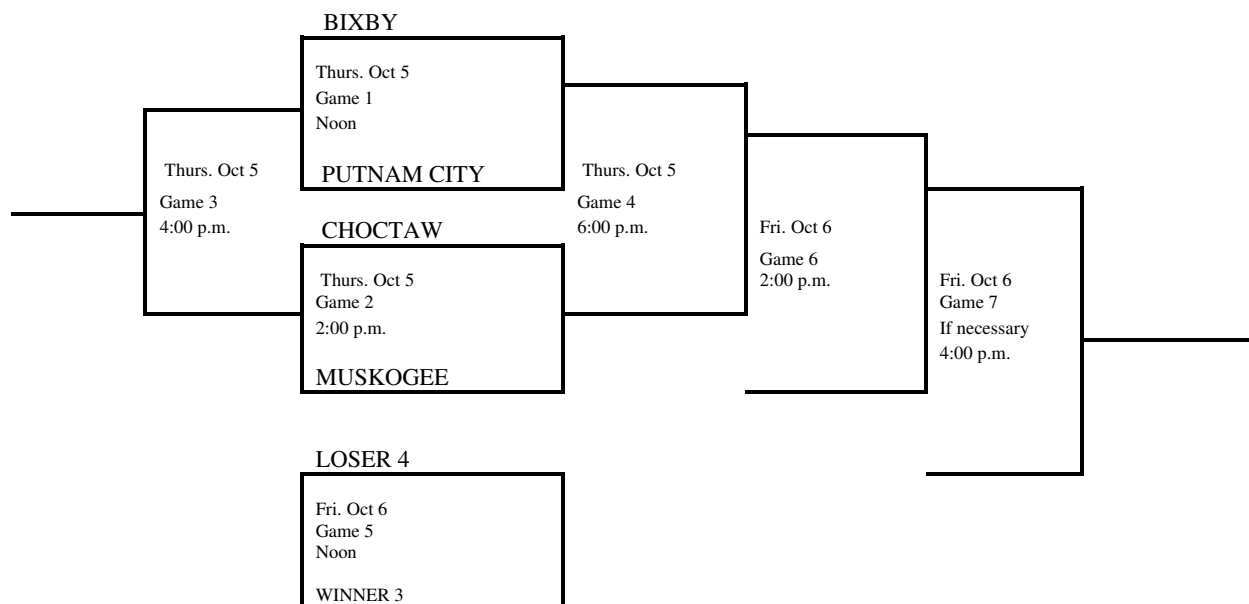 BIXBY
Thurs. Oct 5
Game 1
Noon
PUTNAM CITY
Thurs. Oct 5
Game 3
4:00 p.m.
Thurs. Oct 5
Game 4
6:00 p.m.
CHOCTAW
Thurs. Oct 5
Game 2
2:00 p.m.
MUSKOGEE
Fri. Oct 6
Game 6
2:00 p.m.
Fri. Oct 6
Game 7
If necessary
4:00 p.m.
LOSER 4
Fri. Oct 6
Game 5
Noon
WINNER 3